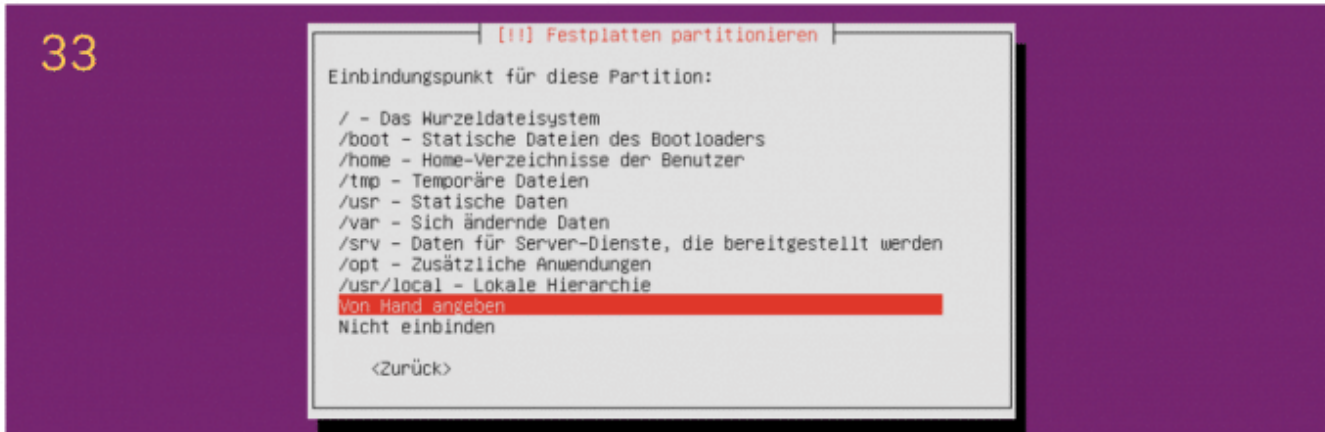 33
[!!] Festplatten partitionieren
Einbindungspunkt für diese Partition:
/ - Das Wurzeldateisystem
/boot - Statische Dateien des Bootloaders
/home - Home-Verzeichnisse der Benutzer
/tmp - Temporäre Dateien
/usr - Statische Daten
/var - Sich ändernde Daten
/srv - Daten für Server-Dienste, die bereitgestellt werden
/opt - Zusätzliche Anwendungen
/usr/local - Lokale Hierarchie
Von Hand angeben
Nicht einbinden
<Zurück>